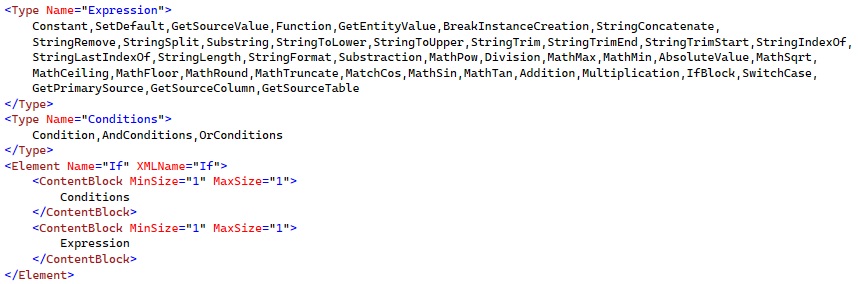 <Type Name="Expression">
Constant,SetDefault,GetSourceValue,Function,GetEntityValue,BreakInstanceCreation,StringConcatenate,
StringRemove,StringSplit,Substring,StringToLower,StringToUpper,StringTrim,StringTrimEnd,StringTrimStart,StringIndexOf,
StringLastIndexOf,StringLength,StringFormat,Substraction,MathPow,Division,MathMax,MathMin,AbsoluteValue,MathSqrt,
MathCeiling,MathFloor,MathRound,MathTruncate,MatchCos,MathSin,MathTan,Addition,Multiplication,IfBlock,SwitchCase,
GetPrimarySource,GetSourceColumn,GetSourceTable
</Type>
<Type Name="Conditions">
Condition,AndConditions,OrConditions
</Type>
<Element Name="If" XMLName="If">
<ContentBlock MinSize="1" MaxSize="1">
Conditions
</ContentBlock>
<ContentBlock MinSize="1" MaxSize="1">
Expression
</ContentBlock>
</Element>